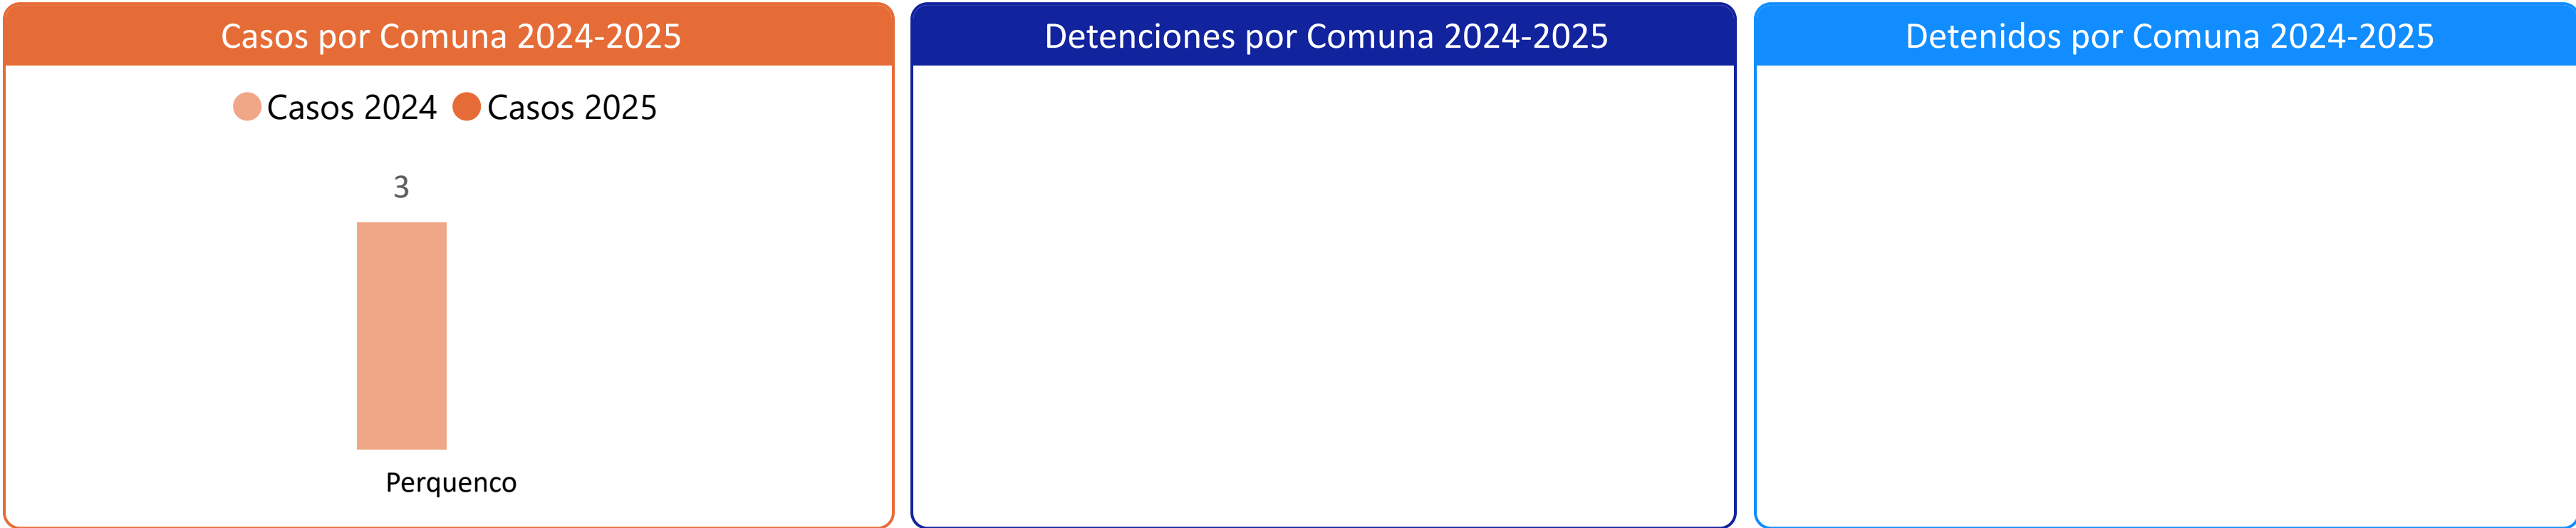 Casos por Comuna 2024-2025
Casos 2024 Casos 2025
3
Perquenco
Detenciones por Comuna 2024-2025
Detenidos por Comuna 2024-2025